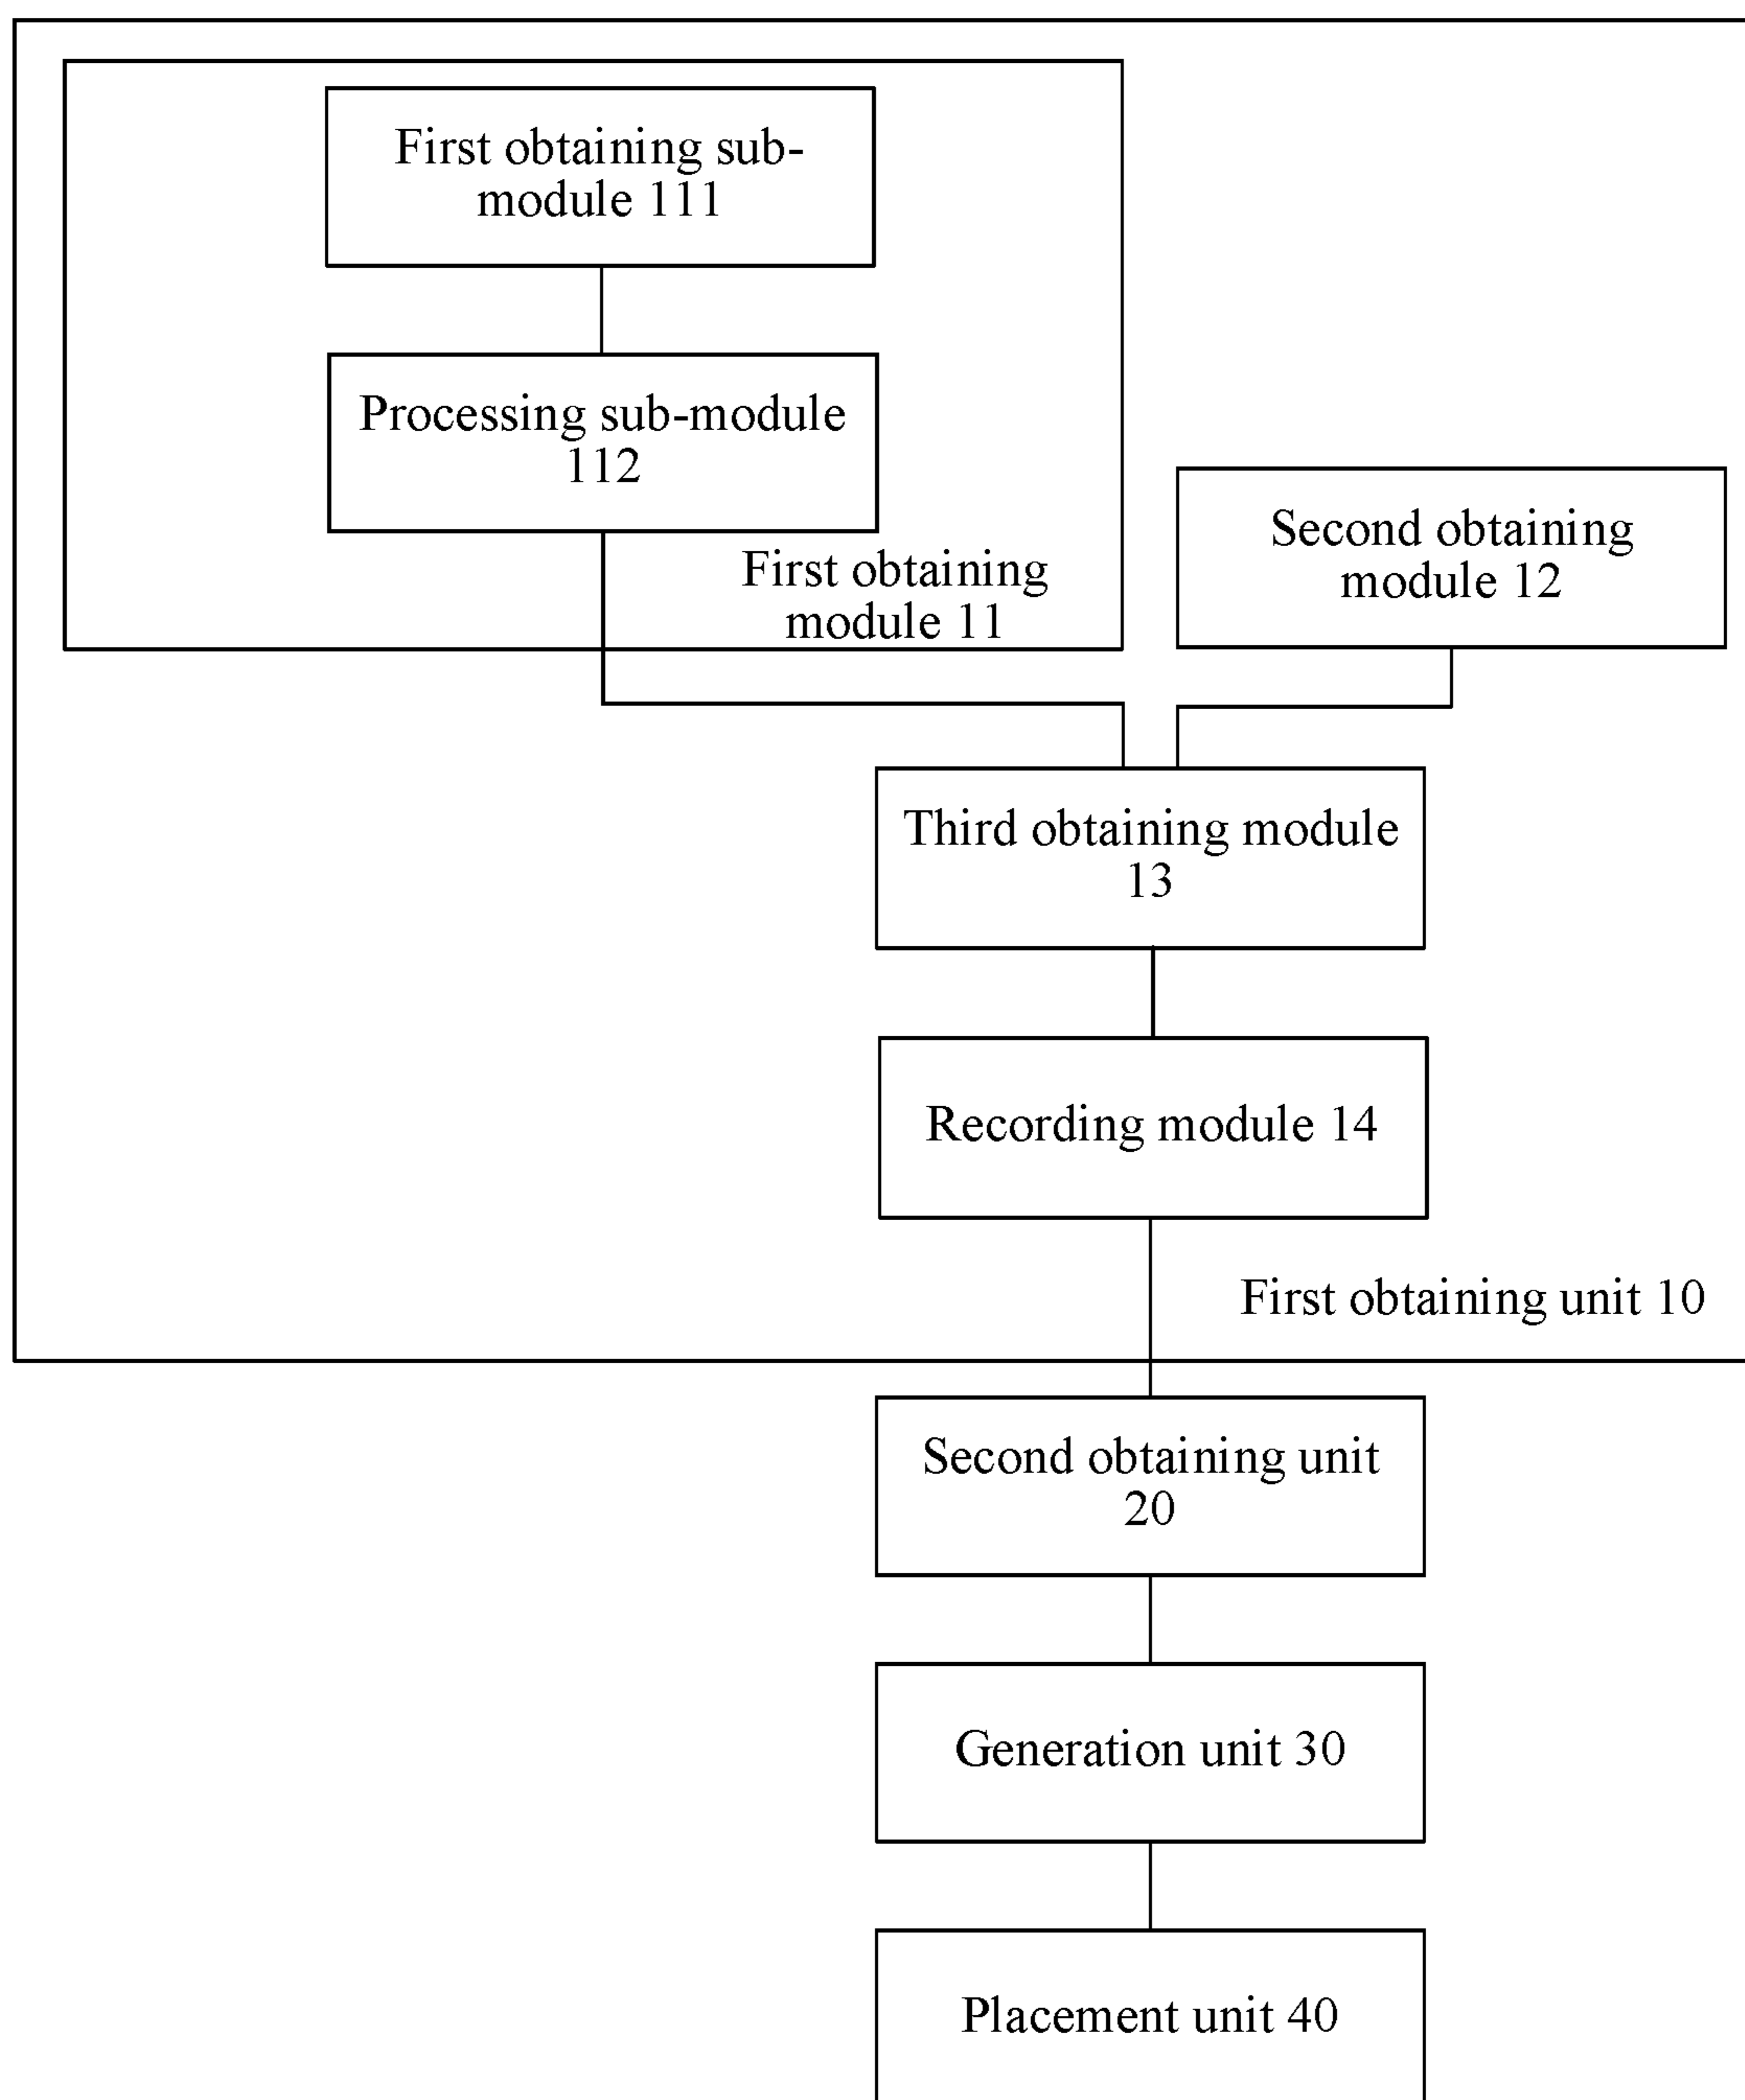 First obtaining sub-
module 111
Processing sub-module
112
First obtaining
module 11
Second obtaining
module 12
Third obtaining module
13
Recording module 14
First obtaining unit 10
Second obtaining unit
20
Generation unit 30
Placement unit 40